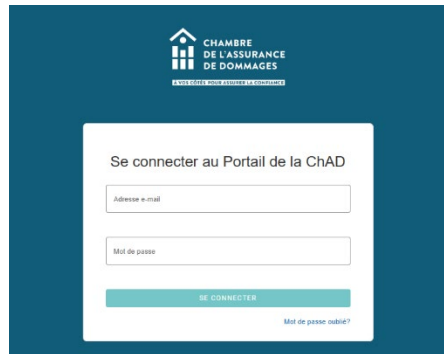 CHAMBRE
DE L'ASSURANCE
DE DOMMAGES
À VOS CÔTÉS POUR ASSURER LA CONFIANCE
Se connecter au Portail de la ChAD
Adresse e-mail
Mot de passe
SE CONNECTER
Mot de passe oublié?